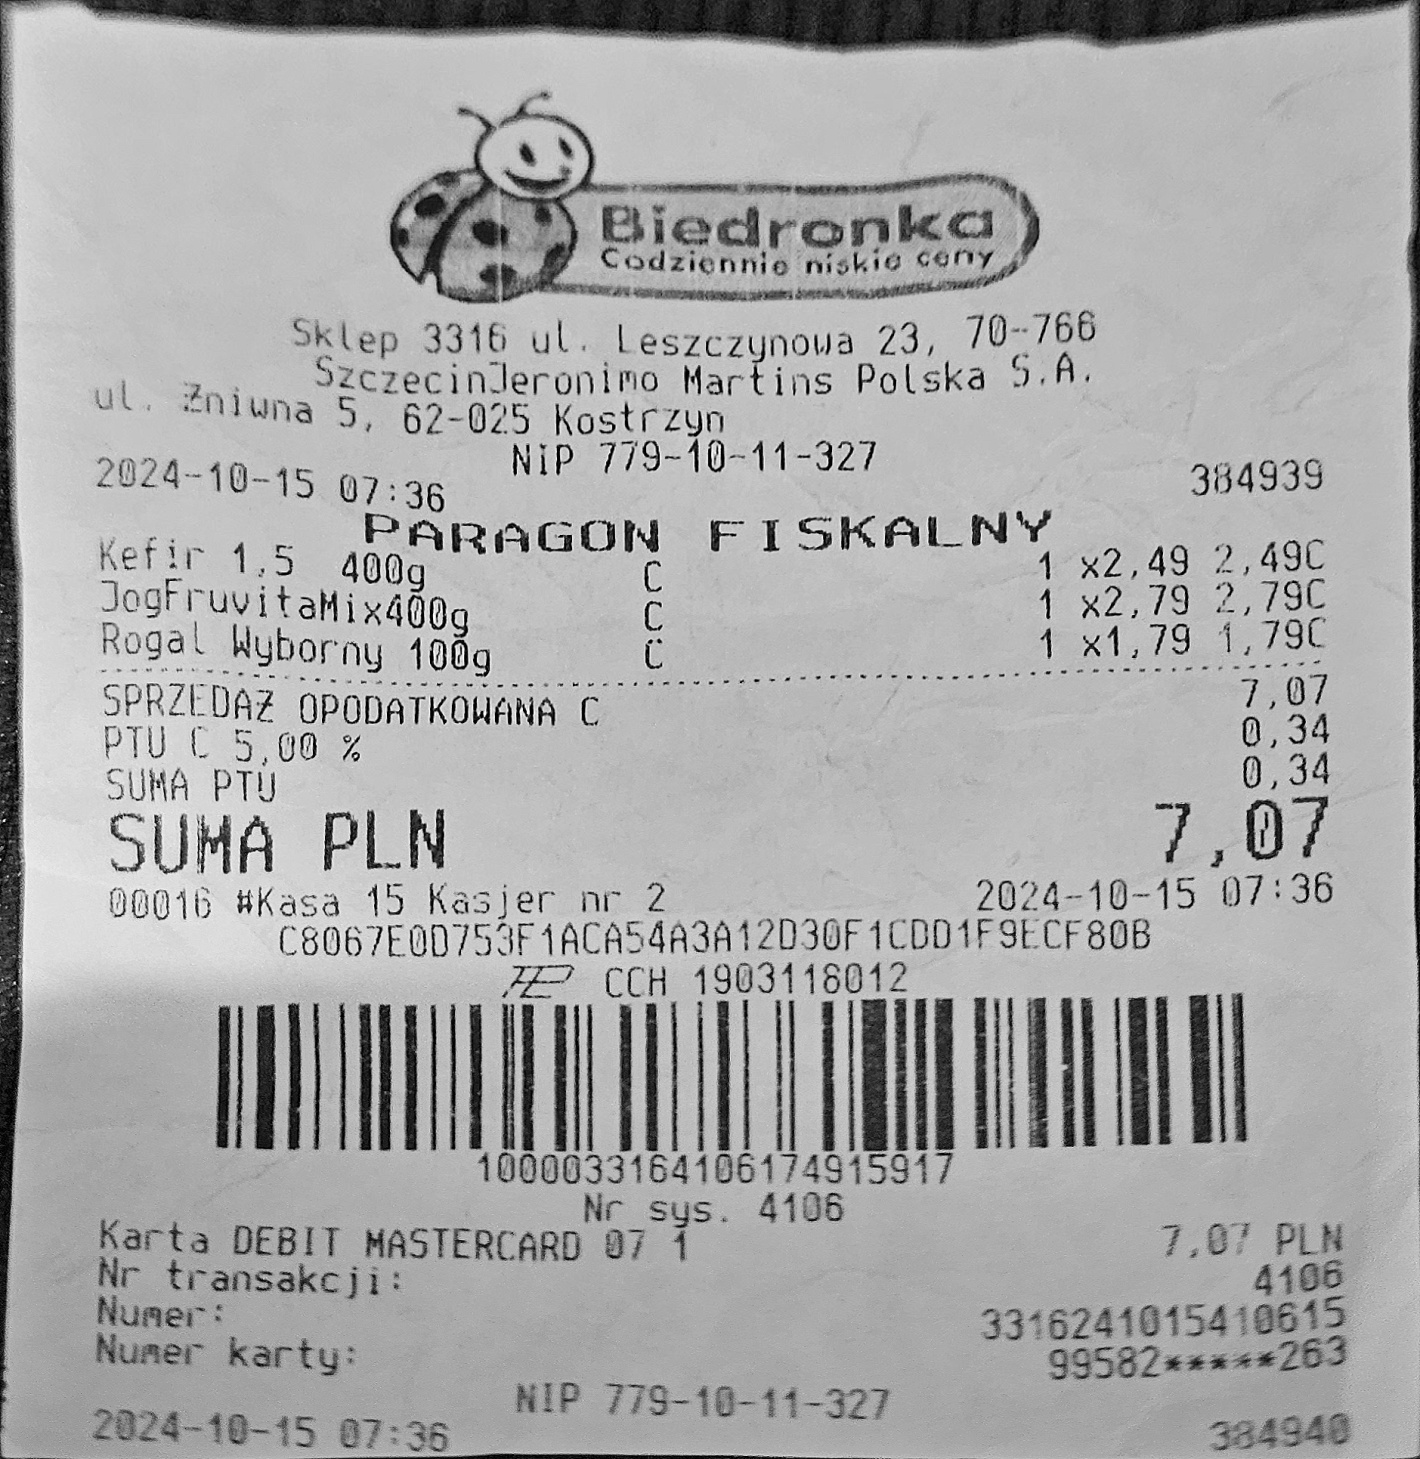 Biedronka
Codziennie niskie ceny
Sklep 3316 ul. Leszczynowa 23, 70-766
SzczecinJeronimo Martins Polska S.A.
ul. Żniwna 5, 62-025 Kostrzyn
NIP 779-10-11-327
2024-10-15 07:36 384939
PARAGON FISKALNY
Kefir 1,5 400g C 1 x2,49 2,49C
JogFruvitaMix400g C 1 x2,79 2,79C
Rogal Wyborny 100g C 1 x1,79 1,79C
SPRZEDAŻ OPODATKOWANA C 7,07
PTU C 5,00 % 0,34
SUMA PTU 0,34
SUMA PLN 7,07
00016 #Kasa 15 Kasjer nr 2 2024-10-15 07:36
C8067E0D753F1ACA54A3A12D30F1CDD1F9ECF80B
CCH 1903118012
1000033164106174915917
Nr sys. 4106
Karta DEBIT MASTERCARD 07 1 7,07 PLN
Nr transakcji: 4106
Numer: 3316241015410615
Numer karty: 99582*****263
NIP 779-10-11-327
2024-10-15 07:36 384940